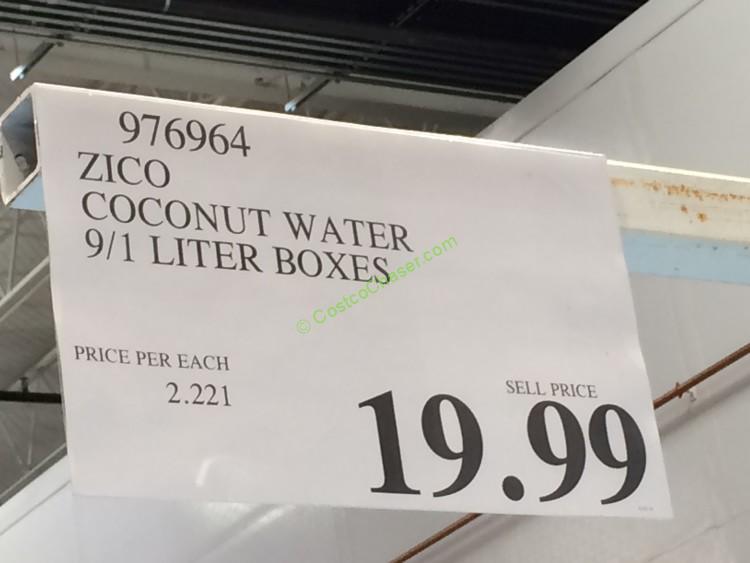 976964
ZICO
COCONUT WATER
9/1 LITER BOXES
© CostcoChaser.com
PRICE PER EACH
2.221
SELL PRICE
19.99